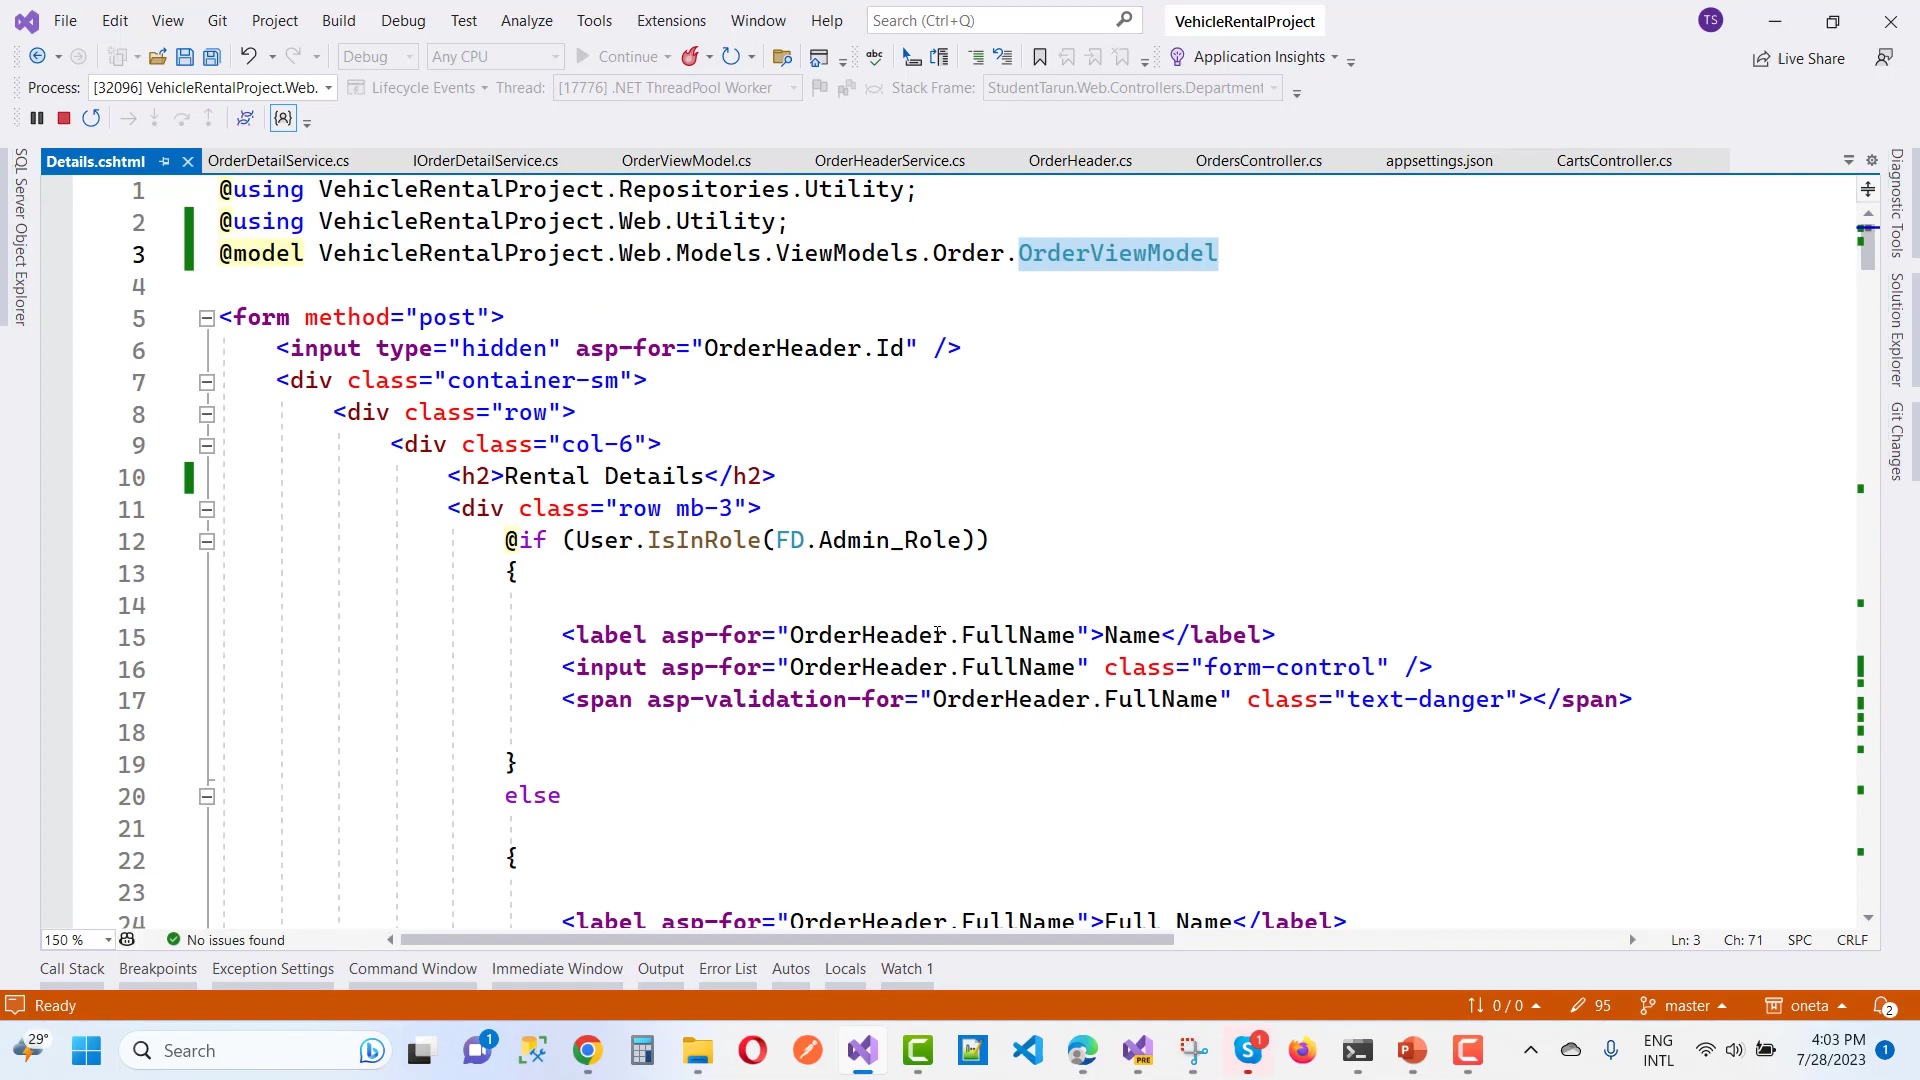 File Edit View Git Project Build Debug Test Analyze Tools Extensions Window Help Search (Ctrl+Q) VehicleRentalProject TS
Debug Any CPU Continue abc Application Insights Live Share
Process: [32096] VehicleRentalProject.Web. Lifecycle Events Thread: [17776] .NET ThreadPool Worker Stack Frame: StudentTarun.Web.Controllers.Department
SQL Server Object Explorer
Details.cshtml OrderDetailService.cs IOrderDetailService.cs OrderViewModel.cs OrderHeaderService.cs OrderHeader.cs OrdersController.cs appsettings.json CartsController.cs
Diagnostic Tools
Solution Explorer
Git Changes
1 @using VehicleRentalProject.Repositories.Utility;
2 @using VehicleRentalProject.Web.Utility;
3 @model VehicleRentalProject.Web.Models.ViewModels.Order.OrderViewModel
4
5 <form method="post">
6 <input type="hidden" asp-for="OrderHeader.Id" />
7 <div class="container-sm">
8 <div class="row">
9 <div class="col-6">
10 <h2>Rental Details</h2>
11 <div class="row mb-3">
12 @if (User.IsInRole(FD.Admin_Role))
13 {
14
15 <label asp-for="OrderHeader.FullName">Name</label>
16 <input asp-for="OrderHeader.FullName" class="form-control" />
17 <span asp-validation-for="OrderHeader.FullName" class="text-danger"></span>
18
19 }
20 else
21
22 {
23
24 <label asp-for="OrderHeader.FullName">Full Name</label>
150 % No issues found Ln: 3 Ch: 71 SPC CRLF
Call Stack Breakpoints Exception Settings Command Window Immediate Window Output Error List Autos Locals Watch 1
Ready 0 / 0 95 master oneta 2
29° Search 1 PRE 1 ENG INTL 4:03 PM 7/28/2023 1